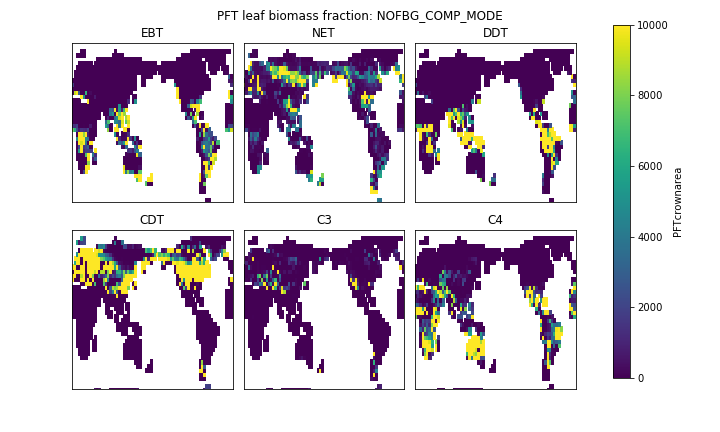 PFT leaf biomass fraction: NOFBG_COMP_MODE
EBT
NET
DDT
CDT
C3
C4
10000
8000
6000
4000
2000
0
PFTcrownarea